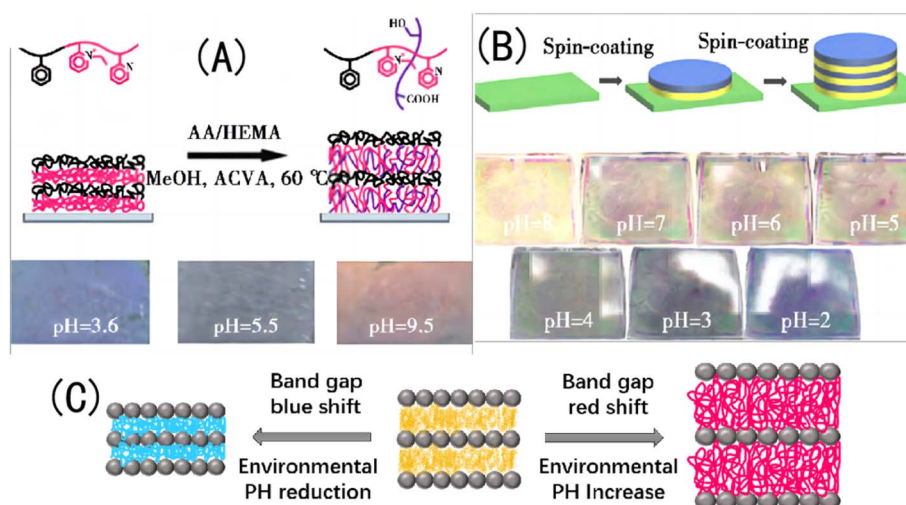 (A)
HO
N⁺
N
N⁺
N
COOH
AA/HEMA
MeOH, ACVA, 60 ℃
pH=3.6
pH=5.5
pH=9.5
(B)
Spin-coating
Spin-coating
pH=8
pH=7
pH=6
pH=5
pH=4
pH=3
pH=2
(C)
Band gap
blue shift
Environmental
PH reduction
Band gap
red shift
Environmental
PH Increase